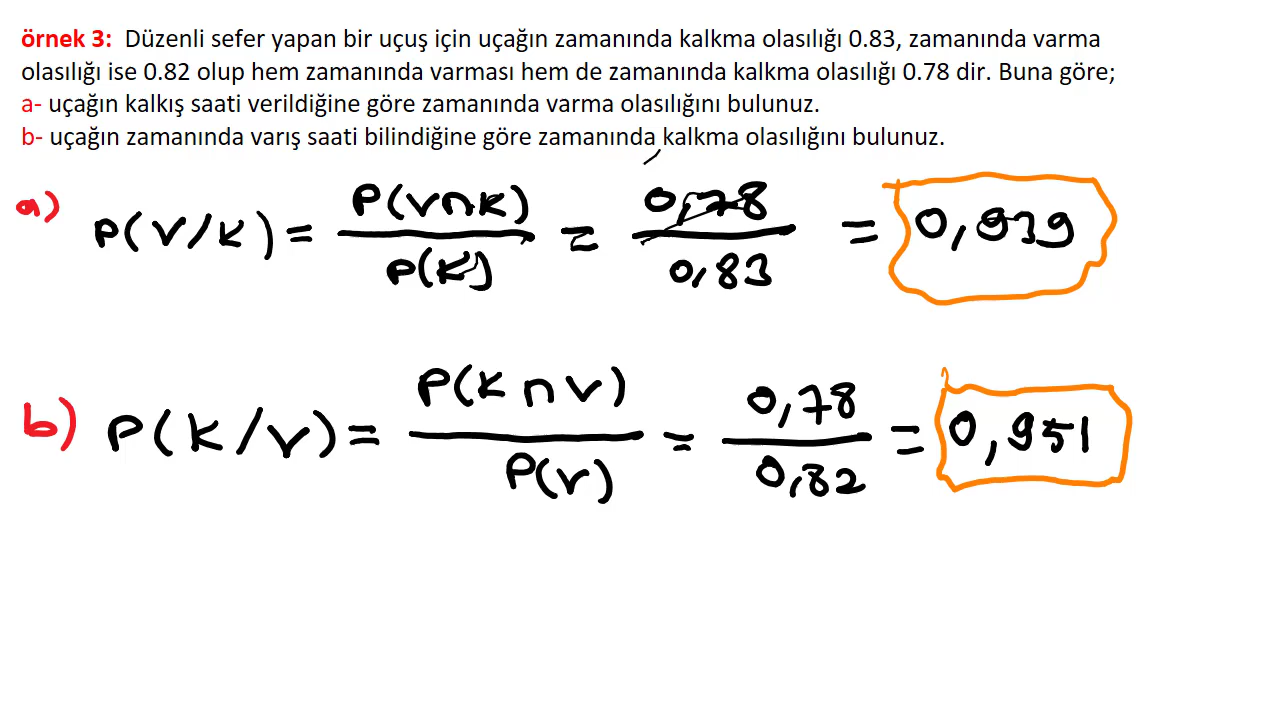 örnek 3: Düzenli sefer yapan bir uçuş için uçağın zamanında kalkma olasılığı 0.83, zamanında varma
olasılığı ise 0.82 olup hem zamanında varması hem de zamanında kalkma olasılığı 0.78 dir. Buna göre;
a- uçağın kalkış saati verildiğine göre zamanında varma olasılığını bulunuz.
b- uçağın zamanında varış saati bilindiğine göre zamanında kalkma olasılığını bulunuz.
a) P(V/K) = P(V∩K) / P(K) = 0,78 / 0,83 = 0,939
b) P(K/V) = P(K∩V) / P(V) = 0,78 / 0,82 = 0,951